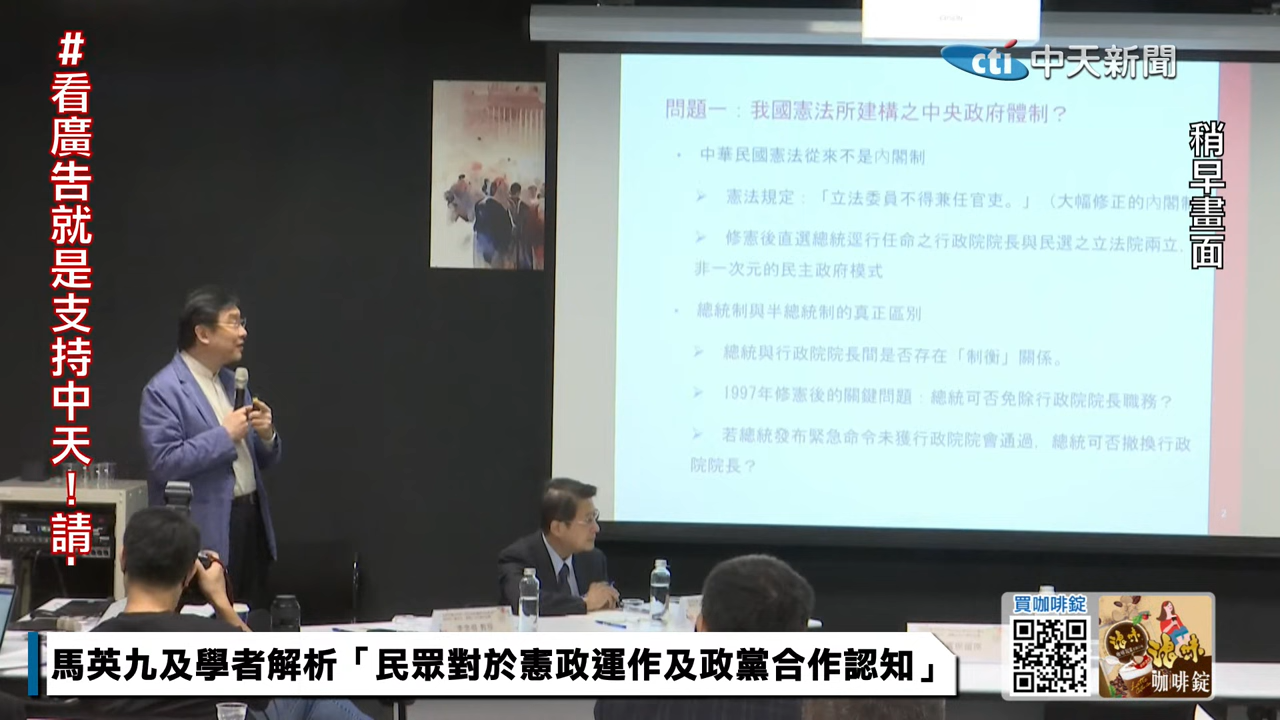 #看廣告就是支持中天!請
cti 中天新聞
稍早畫面
EPSON
問題一：我國憲法所建構之中央政府體制？
• 中華民國憲法從來不是內閣制
➢ 憲法規定：「立法委員不得兼任官吏。」（大幅修正的內閣制
➢ 修憲後直選總統逕行任命之行政院院長與民選之立法院兩立，
非一次元的民主政府模式
• 總統制與半總統制的真正區別
➢ 總統與行政院院長間是否存在「制衡」關係。
➢ 1997年修憲後的關鍵問題：總統可否免除行政院院長職務？
➢ 若總統發布緊急命令未獲行政院院會通過，總統可否撤換行政
院院長？
2
買咖啡錠
咖啡錠
馬英九及學者解析「民眾對於憲政運作及政黨合作認知」